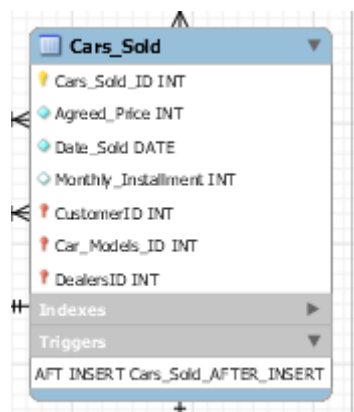 Cars_Sold
Cars_Sold_ID INT
Agreed_Price INT
Date_Sold DATE
Monthly_Installment INT
CustomerID INT
Car_Models_ID INT
DealersID INT
Indexes
Triggers
AFT INSERT Cars_Sold_AFTER_INSERT